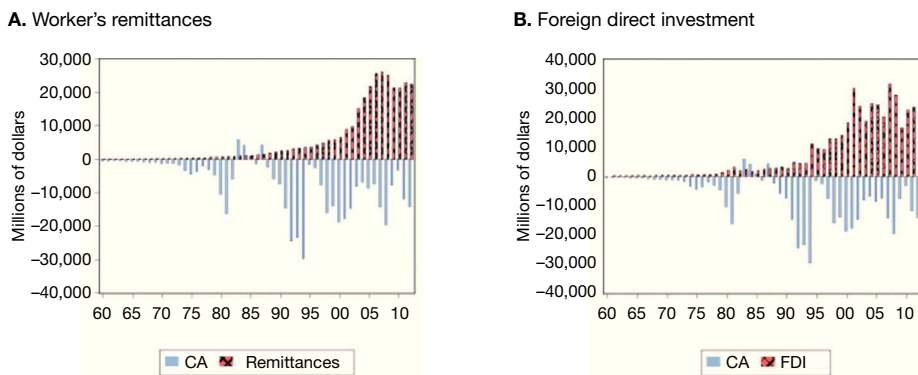 A. Worker's remittances
Millions of dollars
30,000
20,000
10,000
0
–10,000
–20,000
–30,000
–40,000
60 65 70 75 80 85 90 95 00 05 10
CA Remittances
B. Foreign direct investment
Millions of dollars
40,000
30,000
20,000
10,000
0
–10,000
–20,000
–30,000
–40,000
60 65 70 75 80 85 90 95 00 05 10
CA FDI